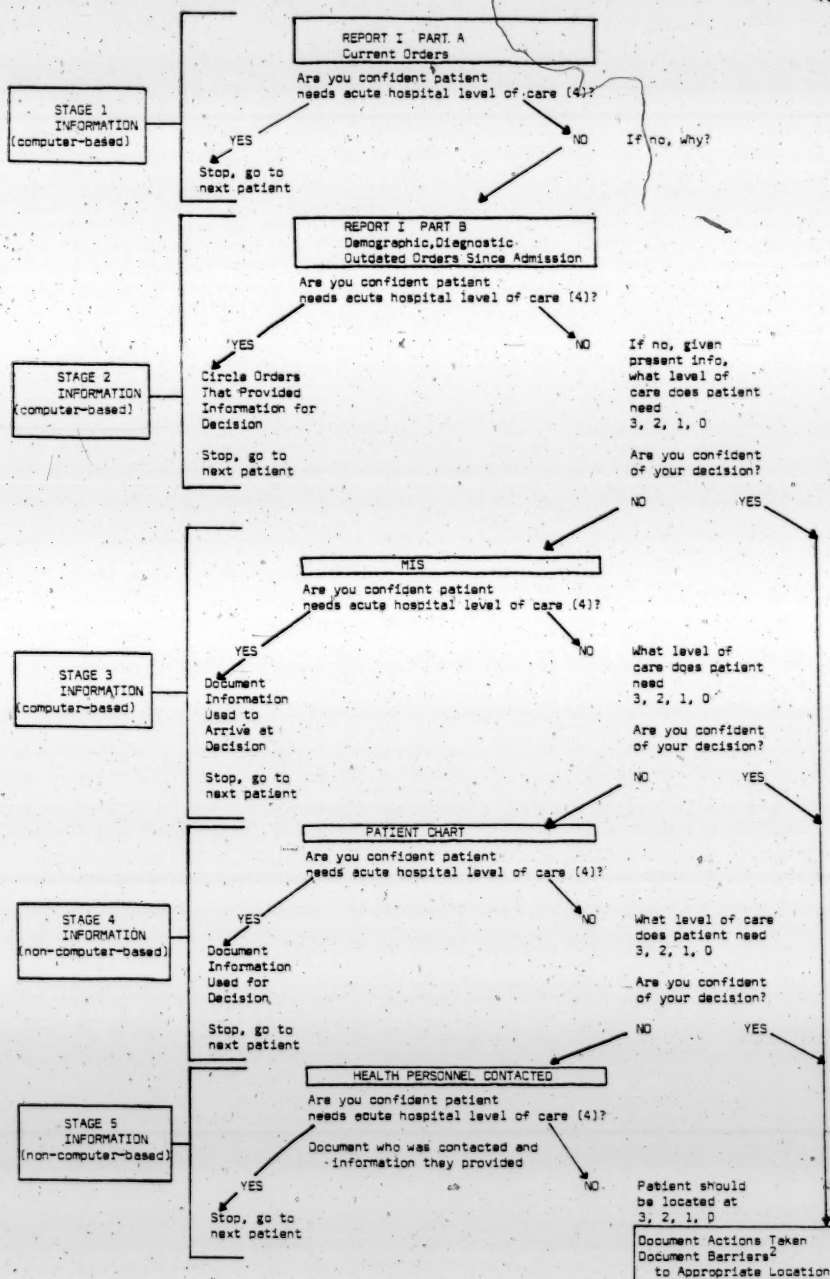 REPORT I PART A
Current Orders
Are you confident patient
needs acute hospital level of care (4)?
STAGE 1
INFORMATION
(computer-based)
YES
NO
If no, why?
Stop, go to
next patient
REPORT I PART B
Demographic,Diagnostic
Outdated Orders Since Admission
Are you confident patient
needs acute hospital level of care (4)?
STAGE 2
INFORMATION
(computer-based)
YES
Circle Orders
That Provided
Information for
Decision
Stop, go to
next patient
NO
If no, given
present info,
what level of
care does patient
need
3, 2, 1, 0
Are you confident
of your decision?
NO
YES
MIS
Are you confident patient
needs acute hospital level of care (4)?
STAGE 3
INFORMATION
(computer-based)
YES
Document
Information
Used to
Arrive at
Decision
Stop, go to
next patient
NO
What level of
care does patient
need
3, 2, 1, 0
Are you confident
of your decision?
NO
YES
PATIENT CHART
Are you confident patient
needs acute hospital level of care (4)?
STAGE 4
INFORMATION
(non-computer-based)
YES
Document
Information
Used for
Decision
Stop, go to
next patient
NO
What level of care
does patient need
3, 2, 1, 0
Are you confident
of your decision?
NO
YES
HEALTH PERSONNEL CONTACTED
Are you confident patient
needs acute hospital level of care (4)?
STAGE 5
INFORMATION
(non-computer-based)
Document who was contacted and
information they provided
YES
Stop, go to
next patient
NO
Patient should
be located at
3, 2, 1, 0
Document Actions Taken
Document Barriers²
to Appropriate Location